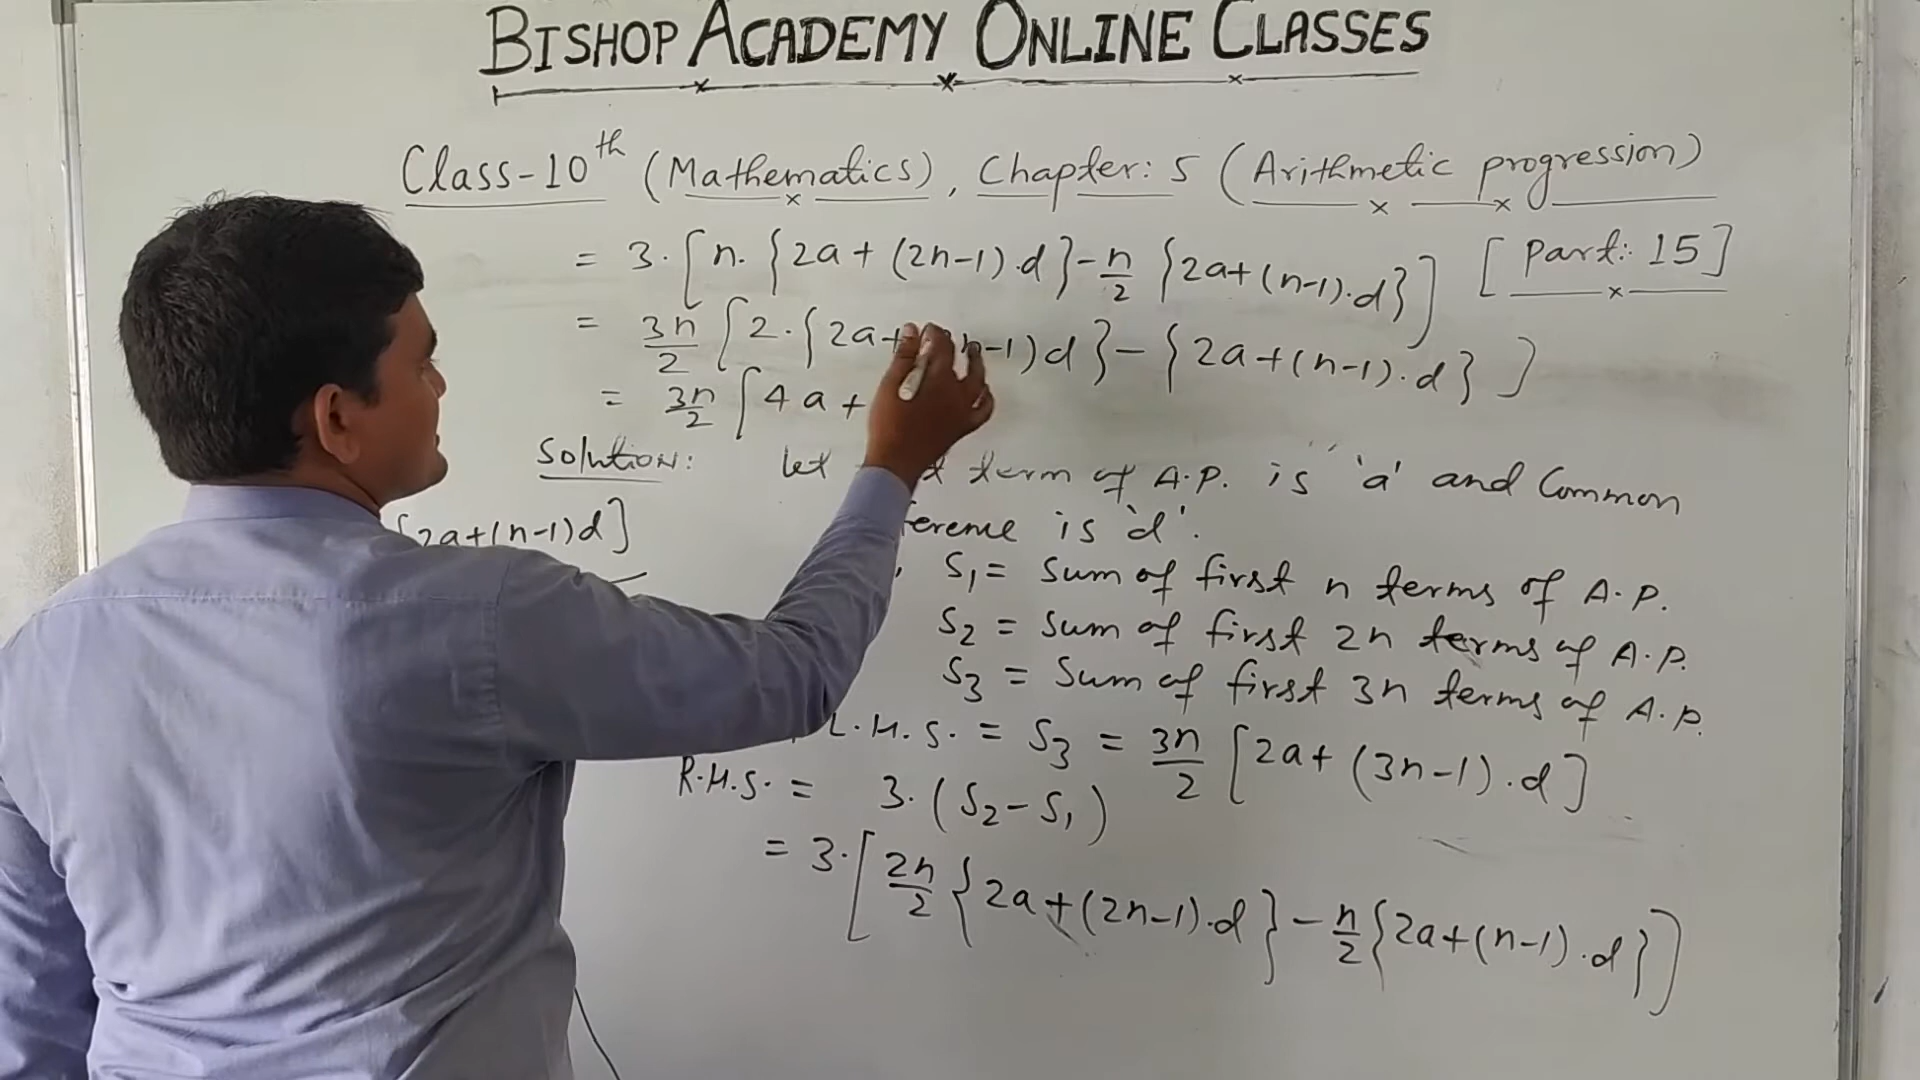 BISHOP ACADEMY ONLINE CLASSES
Class-10th (Mathematics), Chapter: 5 (Arithmetic progression)
[Part: 15]
= 3·[n·{2a+(2n-1)·d}-n/2{2a+(n-1)·d}]
= 3n/2[2·{2a+ n-1)d}-{2a+(n-1)·d}]
= 3n/2[4a+
Solution: let term of A.P. is 'a' and Common
is 'd'.
[2a+(n-1)d]
S1 = Sum of first n terms of A.P.
S2 = Sum of first 2n terms of A.P.
S3 = Sum of first 3n terms of A.P.
L.H.S. = S3 = 3n/2[2a+(3n-1)·d]
R.H.S. = 3·(S2-S1)
= 3·[2n/2{2a+(2n-1)·d}-n/2{2a+(n-1)·d}]